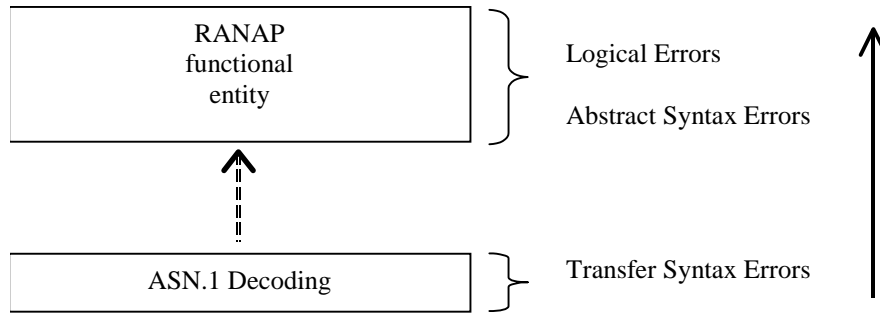 RANAP
functional
entity
Logical Errors
Abstract Syntax Errors
ASN.1 Decoding
Transfer Syntax Errors